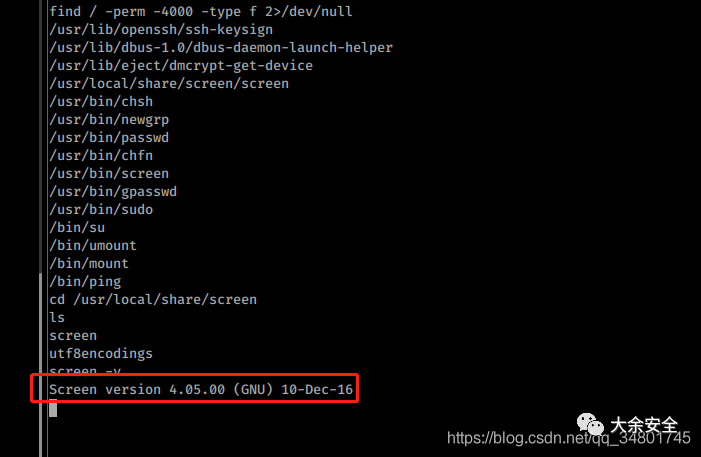 find / -perm -4000 -type f 2>/dev/null
/usr/lib/openssh/ssh-keysign
/usr/lib/dbus-1.0/dbus-daemon-launch-helper
/usr/lib/eject/dmcrypt-get-device
/usr/local/share/screen/screen
/usr/bin/chsh
/usr/bin/newgrp
/usr/bin/passwd
/usr/bin/chfn
/usr/bin/screen
/usr/bin/gpasswd
/usr/bin/sudo
/bin/su
/bin/umount
/bin/mount
/bin/ping
cd /usr/local/share/screen
ls
screen
utf8encodings
screen -v
Screen version 4.05.00 (GNU) 10-Dec-16
大余安全
https://blog.csdn.net/qq_34801745